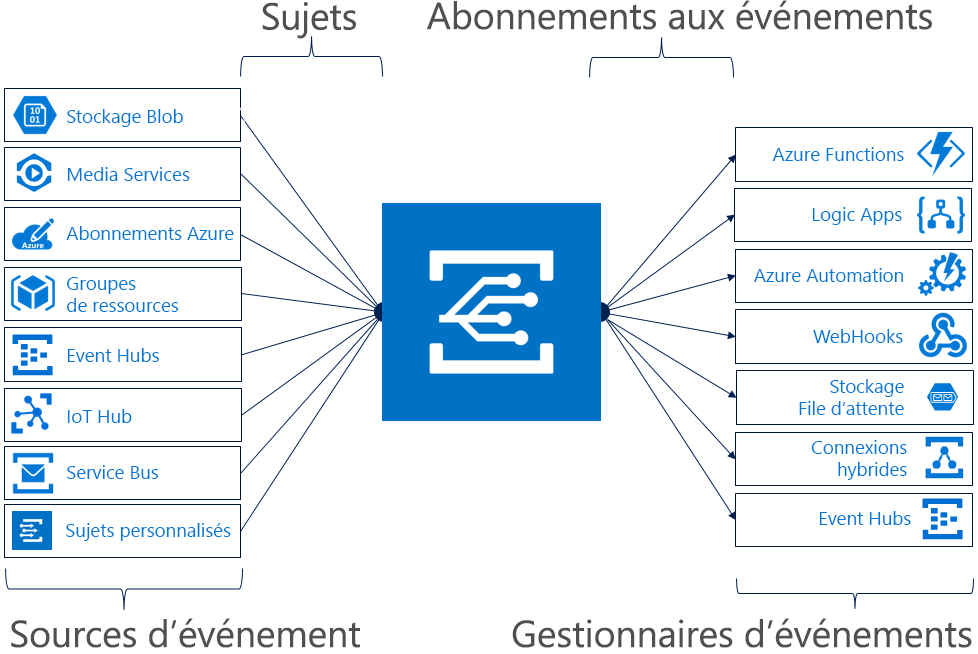 Sujets
Abonnements aux événements
10
01
Stockage Blob
Media Services
Azure
Abonnements Azure
Groupes
de ressources
Event Hubs
IoT Hub
Service Bus
Sujets personnalisés
Azure Functions
Logic Apps
Azure Automation
WebHooks
Stockage
File d’attente
Connexions
hybrides
Event Hubs
Sources d’événement
Gestionnaires d’événements